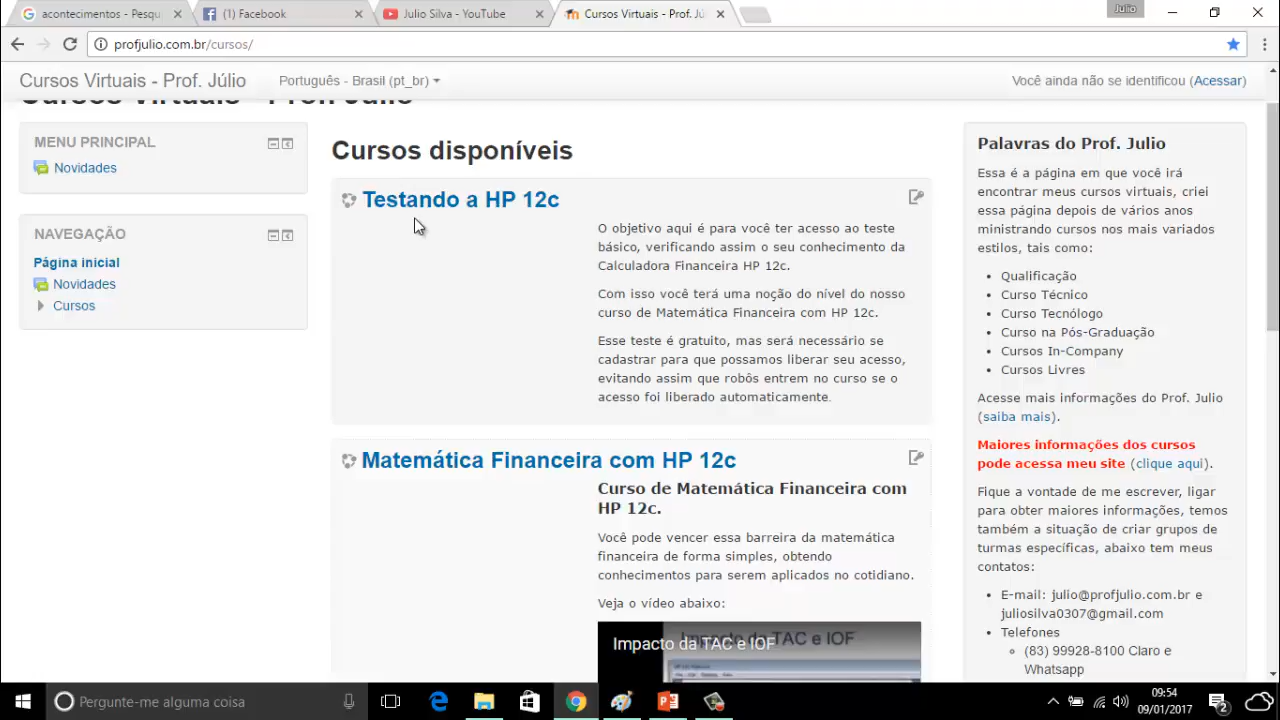 acontecimentos - Pesqu
(1) Facebook
Julio Silva - YouTube
Cursos Virtuais - Prof. Jú
Julio
profjulio.com.br/cursos/
Cursos Virtuais - Prof. Júlio
Português - Brasil (pt_br)
Você ainda não se identificou (Acessar)
Cursos Virtuais - Prof. Júlio
MENU PRINCIPAL
Novidades
NAVEGAÇÃO
Página inicial
Novidades
Cursos
Cursos disponíveis
Testando a HP 12c
O objetivo aqui é para você ter acesso ao teste
básico, verificando assim o seu conhecimento da
Calculadora Financeira HP 12c.
Com isso você terá uma noção do nível do nosso
curso de Matemática Financeira com HP 12c.
Esse teste é gratuito, mas será necessário se
cadastrar para que possamos liberar seu acesso,
evitando assim que robôs entrem no curso se o
acesso foi liberado automaticamente.
Matemática Financeira com HP 12c
Curso de Matemática Financeira com
HP 12c.
Você pode vencer essa barreira da matemática
financeira de forma simples, obtendo
conhecimentos para serem aplicados no cotidiano.
Veja o vídeo abaixo:
Impacto da TAC e IOF
Palavras do Prof. Julio
Essa é a página em que você irá
encontrar meus cursos virtuais, criei
essa página depois de vários anos
ministrando cursos nos mais variados
estilos, tais como:
Qualificação
Curso Técnico
Curso Tecnólogo
Curso na Pós-Graduação
Cursos In-Company
Cursos Livres
Acesse mais informações do Prof. Julio
(saiba mais).
Maiores informações dos cursos
pode acessa meu site (clique aqui).
Fique a vontade de me escrever, ligar
para obter maiores informações, temos
também a situação de criar grupos de
turmas específicas, abaixo tem meus
contatos:
E-mail: julio@profjulio.com.br e
juliosilva0307@gmail.com
Telefones
(83) 99928-8100 Claro e
Whatsapp
Pergunte-me alguma coisa
09:54
09/01/2017
2